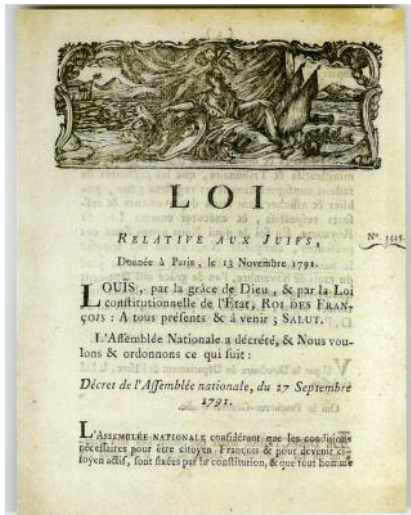 LOI
RELATIVE AUX JUIFS,
Donnée à Paris, le 13 Novembre 1791.
Nº. 1415
LOUIS, par la grâce de Dieu, & par la Loi
constitutionnelle de l'État, ROI DES FRAN-
çois : A tous présents & à venir ; SALUT.
L'Assemblée Nationale a décrété, & Nous vou-
lons & ordonnons ce qui suit :
Décret de l'Assemblée nationale, du 27 Septembre
1791.
L'ASSEMBLÉE NATIONALE considérant que les conditions
nécessaires pour être citoyen François & pour devenir ci-
toyen actif, sont fixées par la constitution, & que tout homme